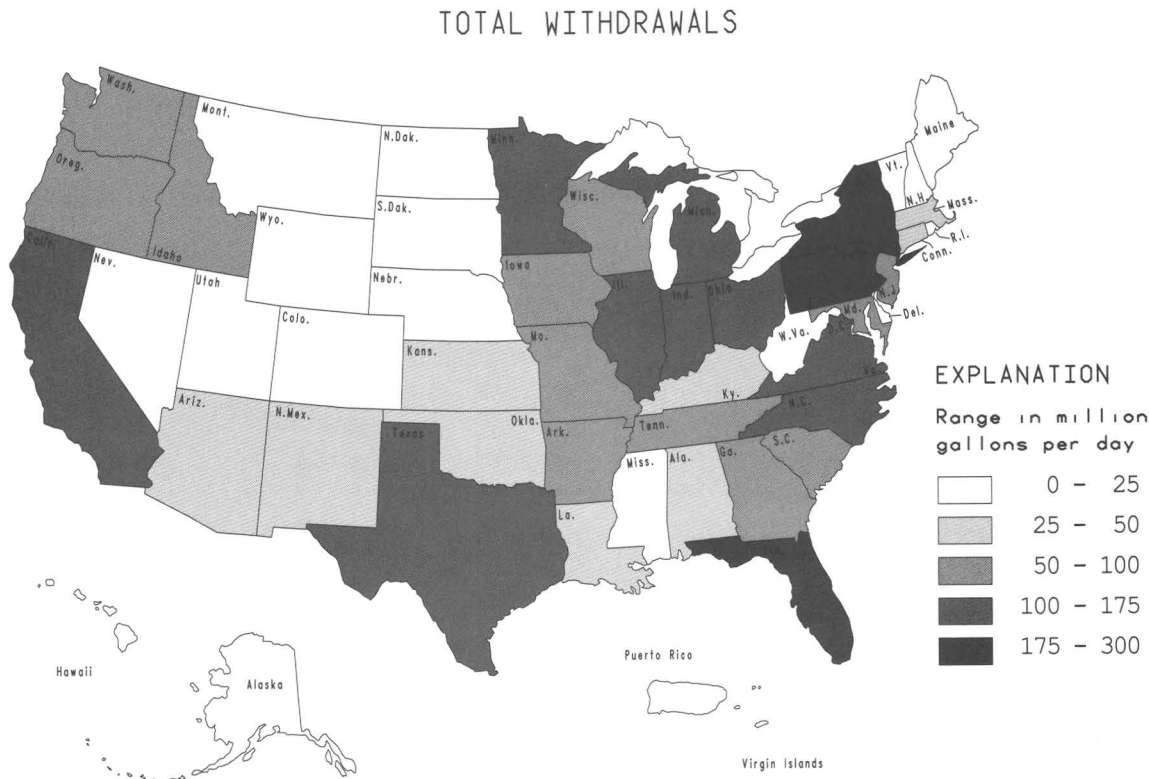 TOTAL WITHDRAWALS
Wash.
Mont.
N.Dak.
Minn.
Maine
Oreg.
Vt.
N.H.
Mass.
S.Dak.
Wisc.
Mich.
Wyo.
R.I.
Conn.
Calif.
Nev.
Idaho
Iowa
Utah
Nebr.
Ill.
Ind.
Ohio
N.J.
Md.
Del.
D.C.
Colo.
Mo.
W.Va.
Kans.
Va.
Ky.
Ariz.
N.Mex.
N.C.
Okla.
Texas
Ark.
Tenn.
S.C.
Miss.
Ala.
Ga.
La.
EXPLANATION
Range in million
gallons per day
0 - 25
25 - 50
50 - 100
100 - 175
175 - 300
Hawaii
Alaska
Puerto Rico
Virgin Islands